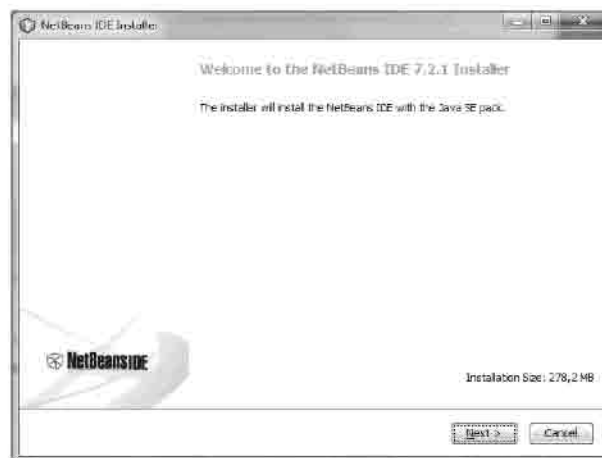 NetBeans IDE Installer
Welcome to the NetBeans IDE 7.2.1 Installer
The installer will install the NetBeans IDE with the Java SE pack.
NetBeans IDE
Installation Size: 278,2 MB
Next >
Cancel